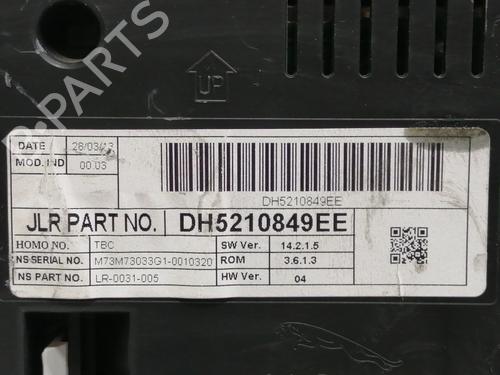 B-PARTS
UP
DATE 26/03/13
MOD. IND 00 03
DH5210849EE
JLR PART NO. DH5210849EE
HOMO NO. TBC SW Ver. 14.2.1.5
NS SERIAL NO. M73M73033G1-0010320 ROM 3.6.1.3
NS PART NO. LR-0031-005 HW Ver. 04